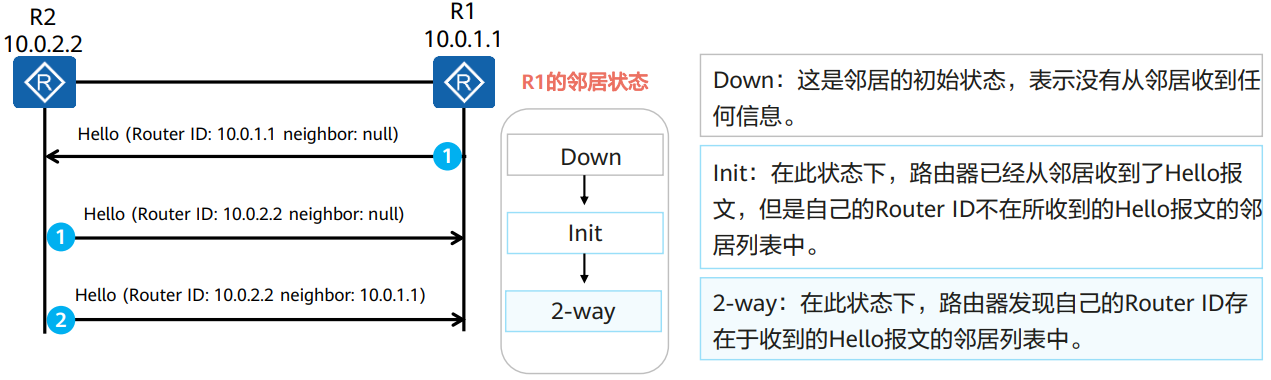 R2
10.0.2.2
R1
10.0.1.1
R
R
Hello (Router ID: 10.0.1.1 neighbor: null)
1
Hello (Router ID: 10.0.2.2 neighbor: null)
1
Hello (Router ID: 10.0.2.2 neighbor: 10.0.1.1)
2
R1的邻居状态
Down
Init
2-way
Down：这是邻居的初始状态，表示没有从邻居收到任
何信息。
Init：在此状态下，路由器已经从邻居收到了Hello报
文，但是自己的Router ID不在所收到的Hello报文的邻
居列表中。
2-way：在此状态下，路由器发现自己的Router ID存
在于收到的Hello报文的邻居列表中。